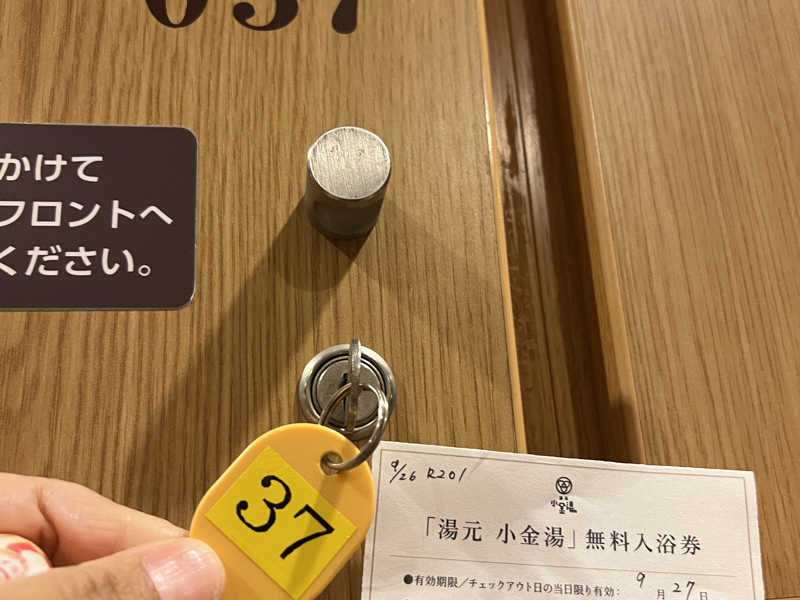 037
かけて
フロントへ
ください。
37
9/26 R201
小金湯
「湯元 小金湯」無料入浴券
●有効期限／チェックアウト日の当日限り有効： 9月27日